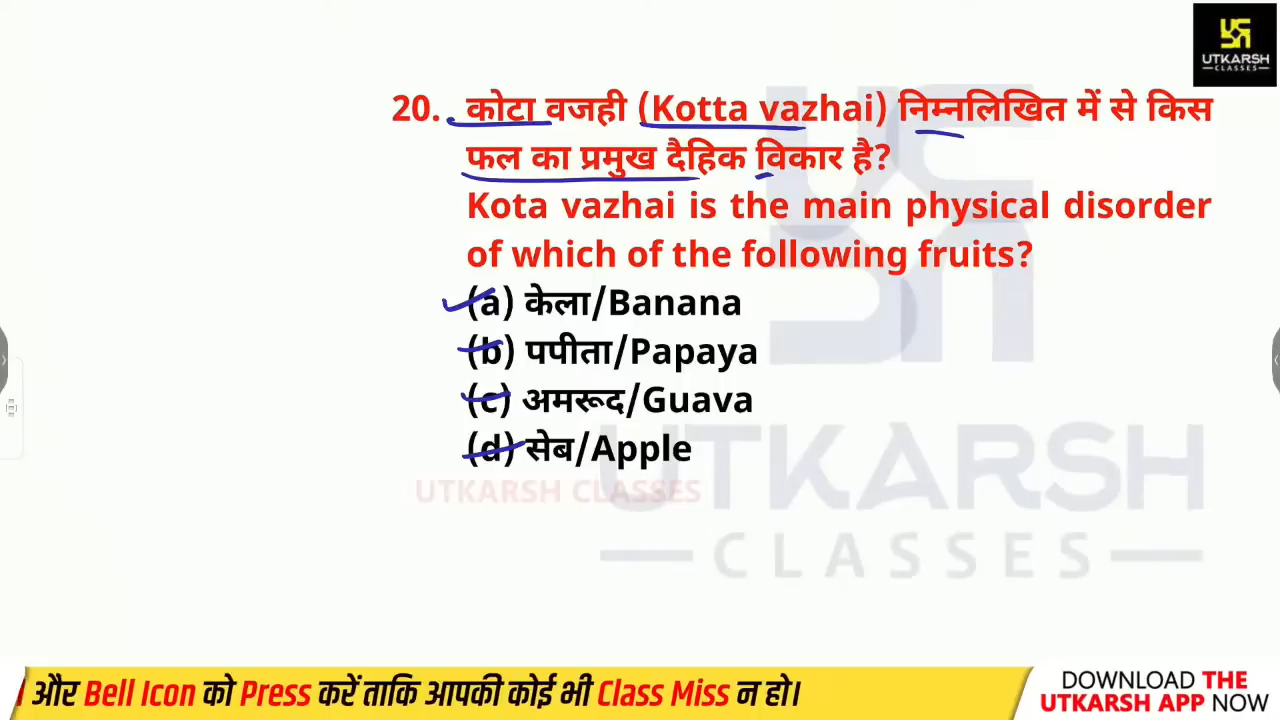 UTKARSH
CLASSES
20. कोटा वजही (Kotta vazhai) निम्नलिखित में से किस
फल का प्रमुख दैहिक विकार है?
Kota vazhai is the main physical disorder
of which of the following fruits?
(a) केला/Banana
(b) पपीता/Papaya
(c) अमरूद/Guava
(d) सेब/Apple
UTKARSH CLASSES
UTKARSH
CLASSES
और Bell Icon को Press करें ताकि आपकी कोई भी Class Miss न हो।
DOWNLOAD THE
UTKARSH APP NOW